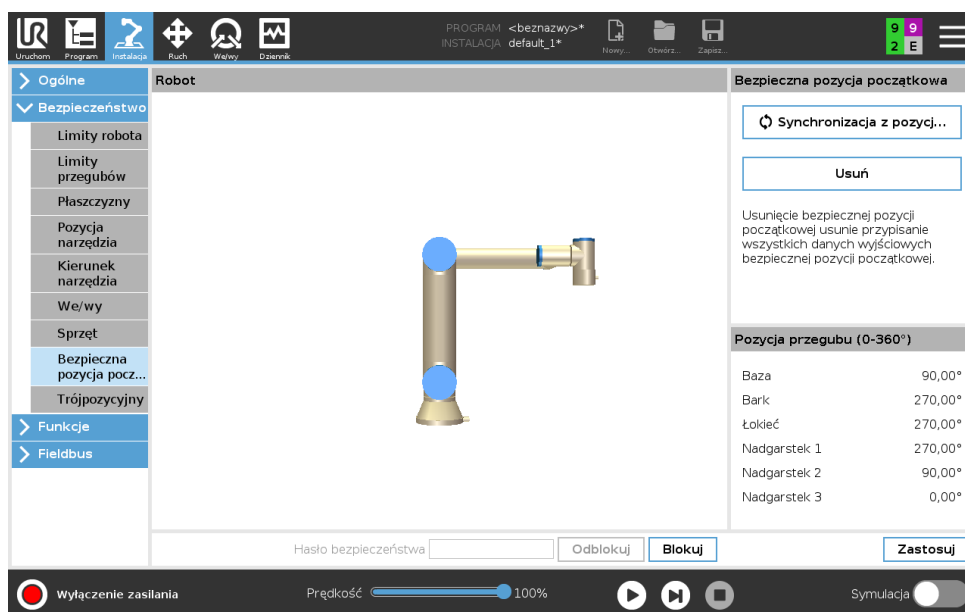 PROGRAM <beznazwy>*
INSTALACJA default_1*
Uruchom Program Instalacja Ruch We/wy Dziennik Nowy... Otwórz... Zapisz...
9 9
2 E
Ogólne
Bezpieczeństwo
Limity robota
Limity
przegubów
Płaszczyzny
Pozycja
narzędzia
Kierunek
narzędzia
We/wy
Sprzęt
Bezpieczna
pozycja pocz...
Trójpozycyjny
Funkcje
Fieldbus
Robot
Bezpieczna pozycja początkowa
Synchronizacja z pozycj...
Usuń
Usunięcie bezpiecznej pozycji
początkowej usunie przypisanie
wszystkich danych wyjściowych
bezpiecznej pozycji początkowej.
Pozycja przegubu (0-360°)
Baza 90,00°
Bark 270,00°
Łokieć 270,00°
Nadgarstek 1 270,00°
Nadgarstek 2 90,00°
Nadgarstek 3 0,00°
Hasło bezpieczeństwa Odblokuj Blokuj Zastosuj
Wyłączenie zasilania Prędkość 100% Symulacja